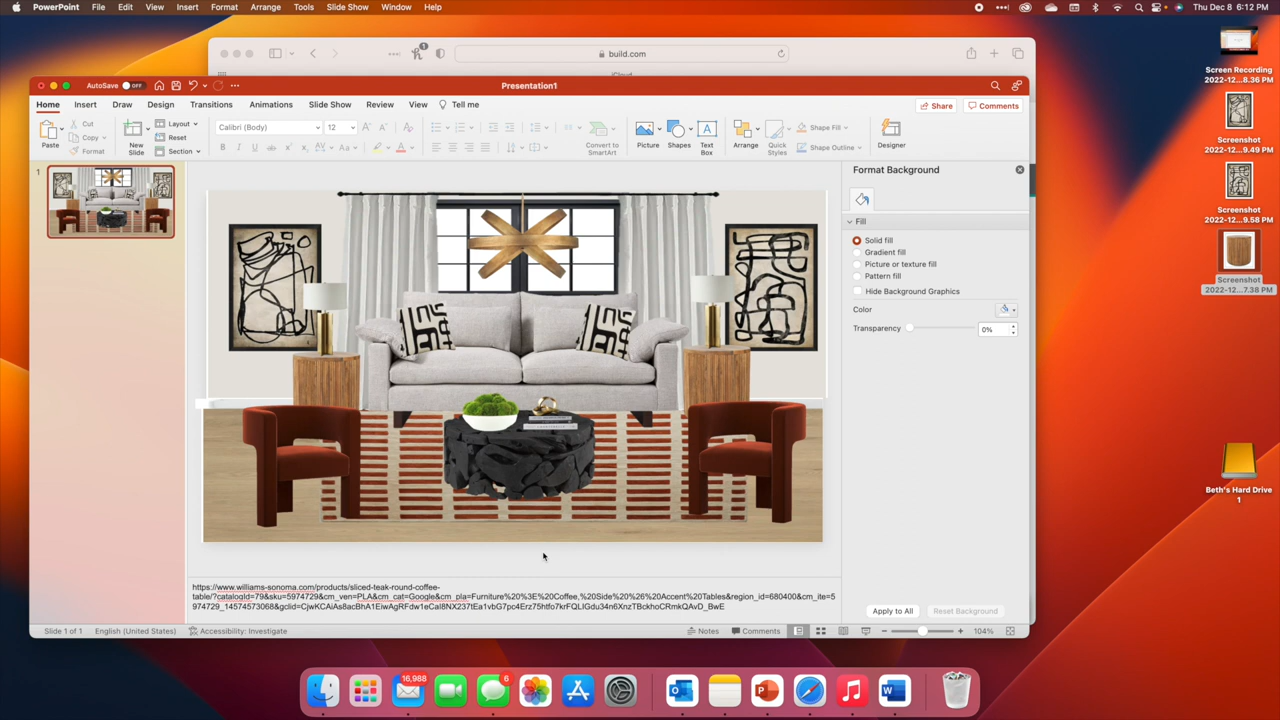 PowerPoint File Edit View Insert Format Arrange Tools Slide Show Window Help
Thu Dec 8 6:12 PM
1
build.com
iCloud
AutoSave OFF
Presentation1
Home Insert Draw Design Transitions Animations Slide Show Review View Tell me
Share Comments
Paste
Cut
Copy
Format
New
Slide
Layout
Reset
Section
Calibri (Body) 12
Convert to
SmartArt
Picture
Shapes
Text
Box
Arrange
Quick
Styles
Shape Fill
Shape Outline
Designer
1
Format Background
Fill
Solid fill
Gradient fill
Picture or texture fill
Pattern fill
Hide Background Graphics
Color
Transparency 0%
https://www.williams-sonoma.com/products/sliced-teak-round-coffee-
table/?catalogId=79&sku=5974729&cm_ven=PLA&cm_cat=Google&cm_pla=Furniture%20%3E%20Coffee,%20Side%20%26%20Accent%20Tables&region_id=680400&cm_ite=5
974729_14574573068&gclid=CjwKCAiAs8acBhA1EiwAgRFdw1eCaI8NX237tEa1vbG7pc4Erz75htfo7krFQLIGdu34n6XnzTBckhoCRmkQAvD_BwE
Apply to All Reset Background
Slide 1 of 1 English (United States) Accessibility: Investigate Notes Comments 104%
Screen Recording
2022-12...8.36 PM
Screenshot
2022-12...9.49 PM
Screenshot
2022-12...9.58 PM
Screenshot
2022-12...7.38 PM
Beth's Hard Drive
1
16,988
6